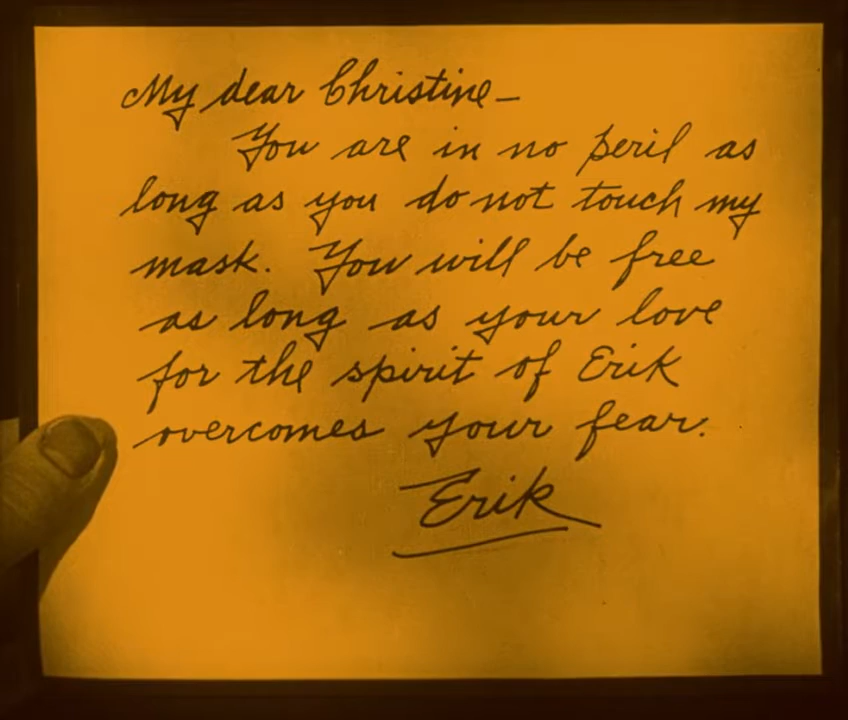 My dear Christine—
You are in no peril as
long as you do not touch my
mask. You will be free
as long as your love
for the spirit of Erik
overcomes your fear.
Erik